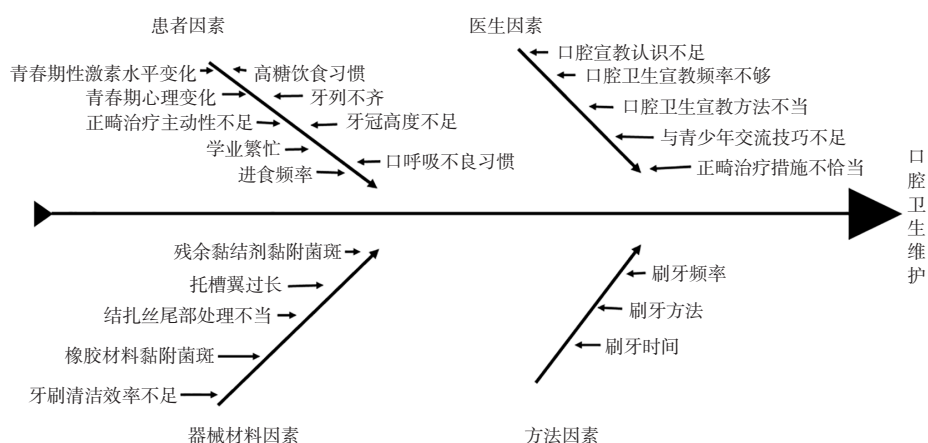 患者因素
医生因素
青春期性激素水平变化
高糖饮食习惯
青春期心理变化
牙列不齐
正畸治疗主动性不足
牙冠高度不足
学业繁忙
口呼吸不良习惯
进食频率
口腔宣教认识不足
口腔卫生宣教频率不够
口腔卫生宣教方法不当
与青少年交流技巧不足
正畸治疗措施不恰当
口腔卫生维护
残余黏结剂黏附菌斑
托槽翼过长
结扎丝尾部处理不当
橡胶材料黏附菌斑
牙刷清洁效率不足
刷牙频率
刷牙方法
刷牙时间
器械材料因素
方法因素